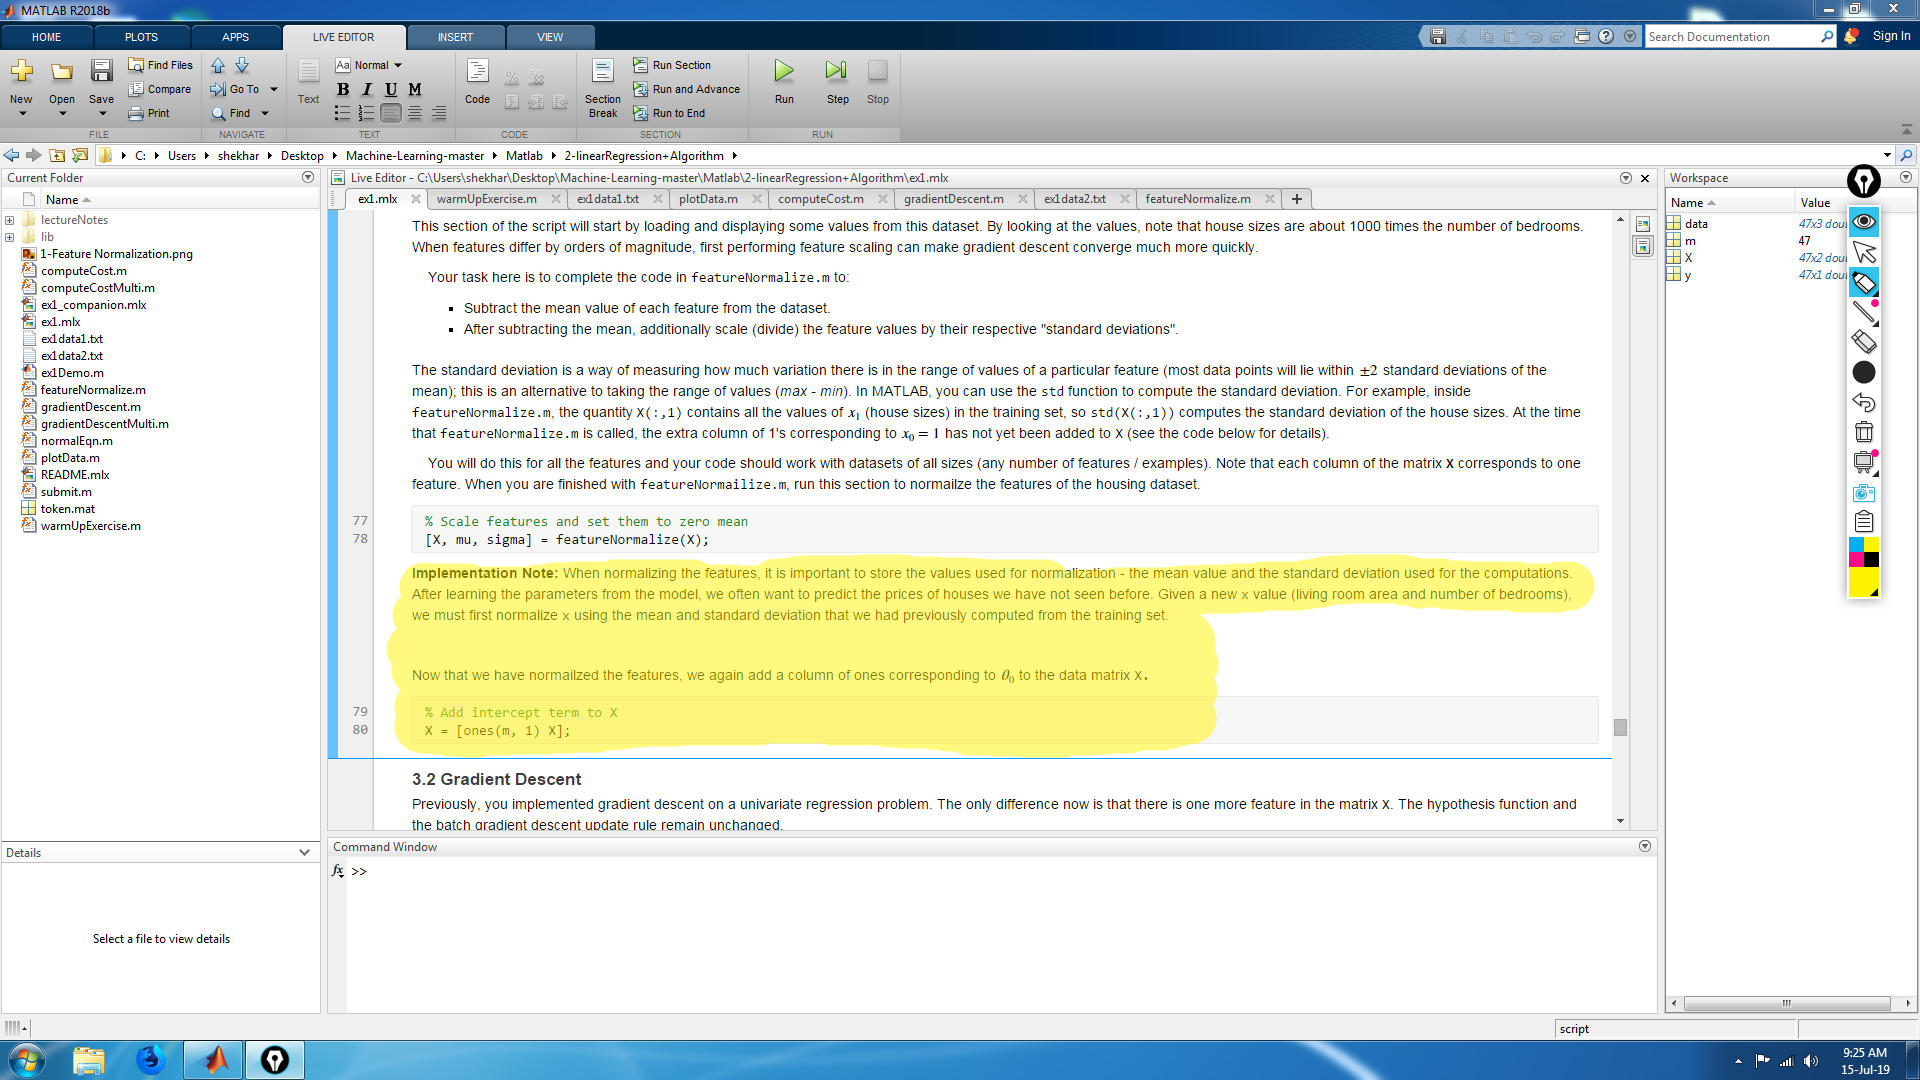 MATLAB R2018b
HOME PLOTS APPS LIVE EDITOR INSERT VIEW
Search Documentation
Sign In
New Open Save
Find Files
Compare
Print
Go To
Find
Text
Aa Normal
B I U M
Code
Section Break
Run Section
Run and Advance
Run to End
Run Step Stop
FILE NAVIGATE TEXT CODE SECTION RUN
C: Users shekhar Desktop Machine-Learning-master Matlab 2-linearRegression+Algorithm
Current Folder
Name
lectureNotes
lib
1-Feature Normalization.png
computeCost.m
computeCostMulti.m
ex1_companion.mlx
ex1.mlx
ex1data1.txt
ex1data2.txt
ex1Demo.m
featureNormalize.m
gradientDescent.m
gradientDescentMulti.m
normalEqn.m
plotData.m
README.mlx
submit.m
token.mat
warmUpExercise.m
Details
Select a file to view details
Live Editor - C:\Users\shekhar\Desktop\Machine-Learning-master\Matlab\2-linearRegression+Algorithm\ex1.mlx
ex1.mlx warmUpExercise.m ex1data1.txt plotData.m computeCost.m gradientDescent.m ex1data2.txt featureNormalize.m
This section of the script will start by loading and displaying some values from this dataset. By looking at the values, note that house sizes are about 1000 times the number of bedrooms.
When features differ by orders of magnitude, first performing feature scaling can make gradient descent converge much more quickly.
Your task here is to complete the code in featureNormalize.m to:
▪ Subtract the mean value of each feature from the dataset.
▪ After subtracting the mean, additionally scale (divide) the feature values by their respective "standard deviations".
The standard deviation is a way of measuring how much variation there is in the range of values of a particular feature (most data points will lie within ±2 standard deviations of the
mean); this is an alternative to taking the range of values (max - min). In MATLAB, you can use the std function to compute the standard deviation. For example, inside
featureNormalize.m, the quantity X(:,1) contains all the values of x₁ (house sizes) in the training set, so std(X(:,1)) computes the standard deviation of the house sizes. At the time
that featureNormalize.m is called, the extra column of 1's corresponding to x₀ = 1 has not yet been added to X (see the code below for details).
You will do this for all the features and your code should work with datasets of all sizes (any number of features / examples). Note that each column of the matrix X corresponds to one
feature. When you are finished with featureNormailize.m, run this section to normailze the features of the housing dataset.
77 % Scale features and set them to zero mean
78 [X, mu, sigma] = featureNormalize(X);
Implementation Note: When normalizing the features, it is important to store the values used for normalization - the mean value and the standard deviation used for the computations.
After learning the parameters from the model, we often want to predict the prices of houses we have not seen before. Given a new x value (living room area and number of bedrooms),
we must first normalize x using the mean and standard deviation that we had previously computed from the training set.
Now that we have normailzed the features, we again add a column of ones corresponding to θ₀ to the data matrix X.
79 % Add intercept term to X
80 X = [ones(m, 1) X];
3.2 Gradient Descent
Previously, you implemented gradient descent on a univariate regression problem. The only difference now is that there is one more feature in the matrix X. The hypothesis function and
the batch gradient descent update rule remain unchanged.
Command Window
fx >>
Workspace
Name Value
data 47x3 dou
m 47
X 47x2 dou
y 47x1 dou
script
9:25 AM
15-Jul-19